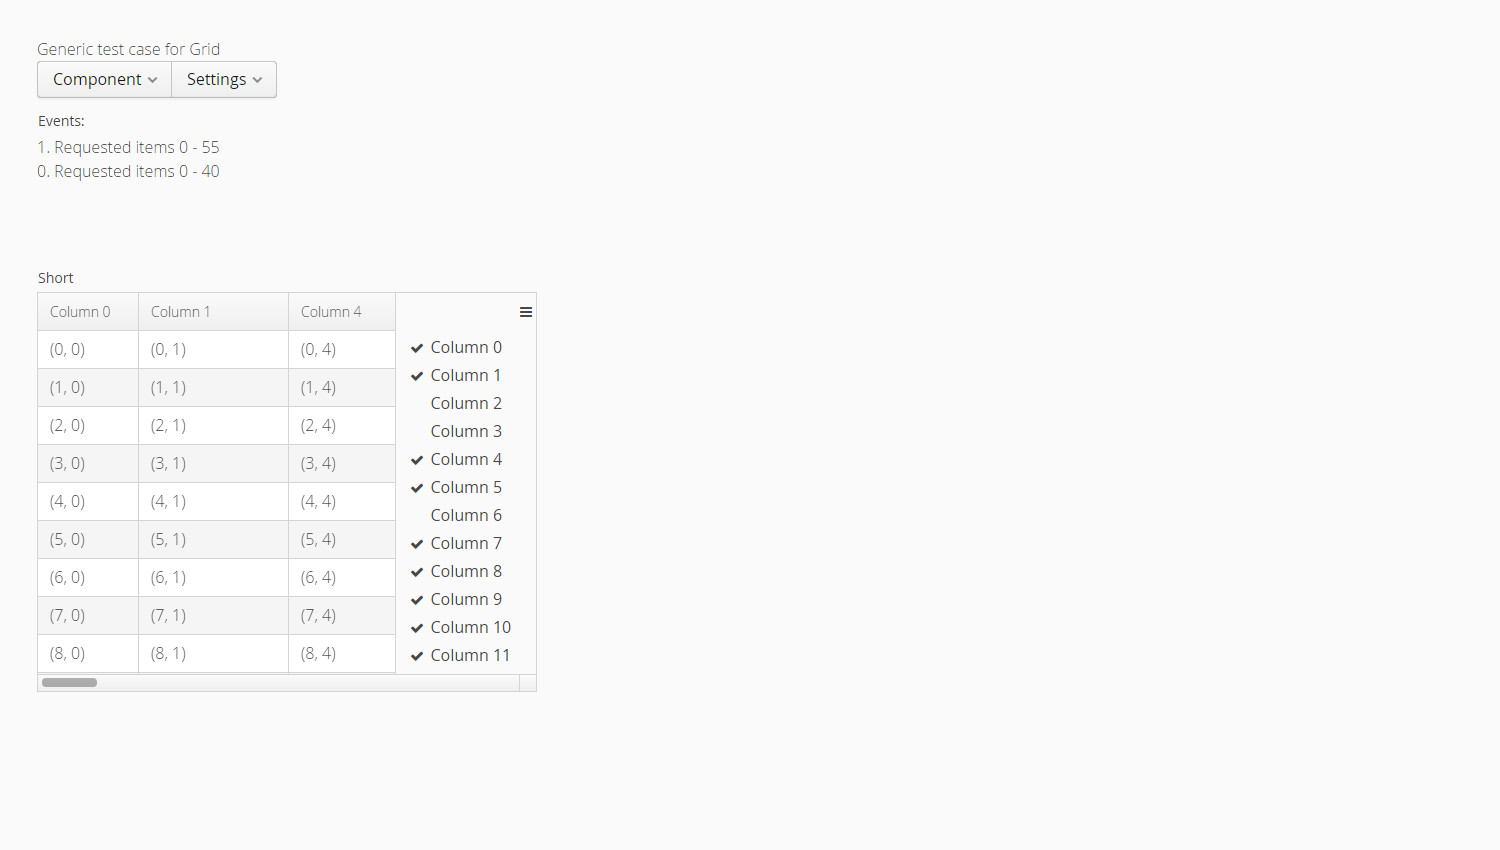 Generic test case for Grid
Component Settings
Events:
1. Requested items 0 - 55
0. Requested items 0 - 40
Short
Column 0 Column 1 Column 4
(0, 0) (0, 1) (0, 4)
(1, 0) (1, 1) (1, 4)
(2, 0) (2, 1) (2, 4)
(3, 0) (3, 1) (3, 4)
(4, 0) (4, 1) (4, 4)
(5, 0) (5, 1) (5, 4)
(6, 0) (6, 1) (6, 4)
(7, 0) (7, 1) (7, 4)
(8, 0) (8, 1) (8, 4)
Column 0
Column 1
Column 2
Column 3
Column 4
Column 5
Column 6
Column 7
Column 8
Column 9
Column 10
Column 11